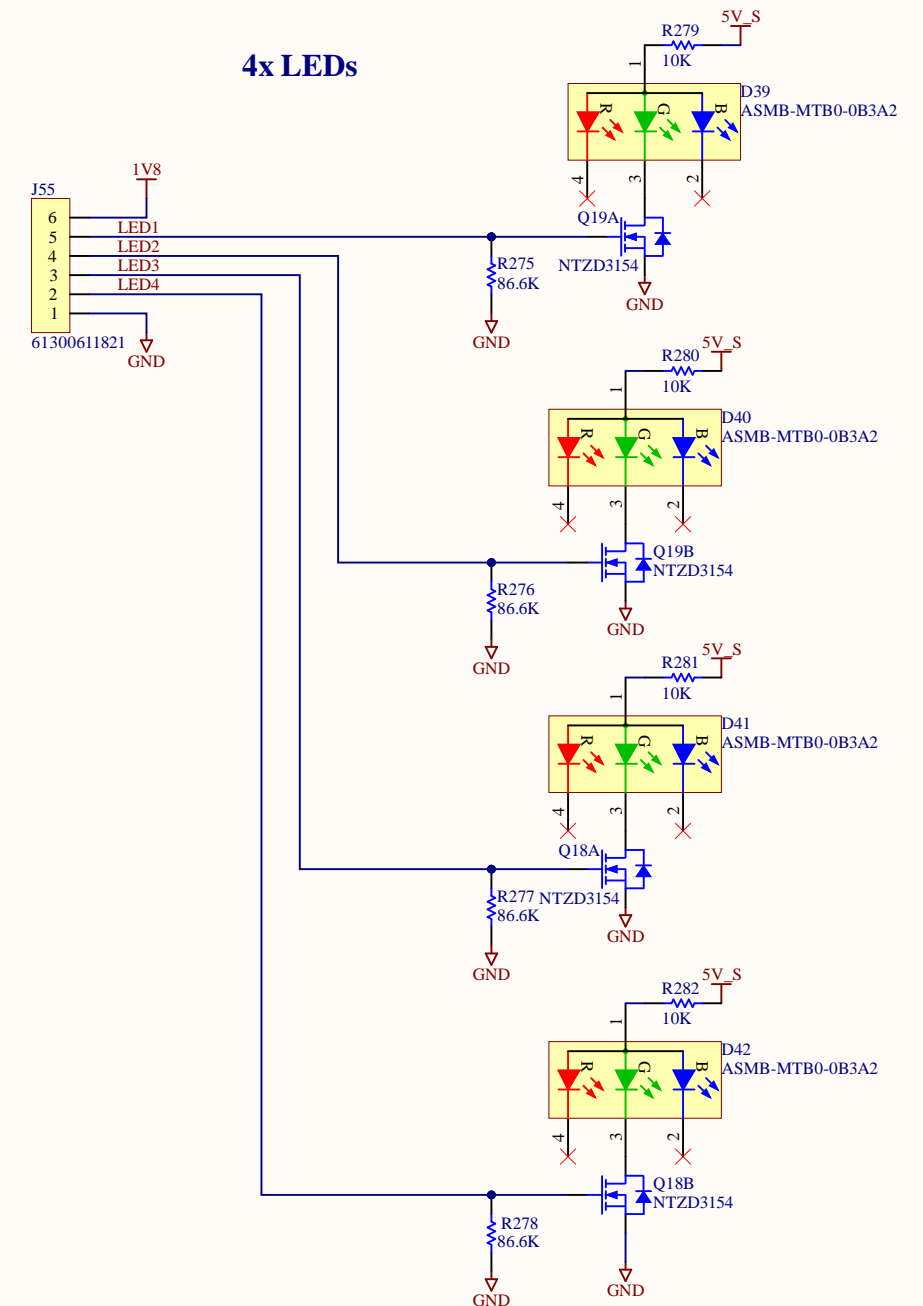 4x LEDs
J55
1V8
6
5
4
3
2
1
LED1
LED2
LED3
LED4
61300611821
GND
5V_S
R279
10K
1
D39
ASMB-MTB0-0B3A2
R
G
B
4
3
2
Q19A
NTZD3154
R275
86.6K
GND
GND
5V_S
R280
10K
1
D40
ASMB-MTB0-0B3A2
R
G
B
4
3
2
Q19B
NTZD3154
R276
86.6K
GND
GND
5V_S
R281
10K
1
D41
ASMB-MTB0-0B3A2
R
G
B
4
3
2
Q18A
NTZD3154
R277
86.6K
GND
GND
5V_S
R282
10K
1
D42
ASMB-MTB0-0B3A2
R
G
B
4
3
2
Q18B
NTZD3154
R278
86.6K
GND
GND